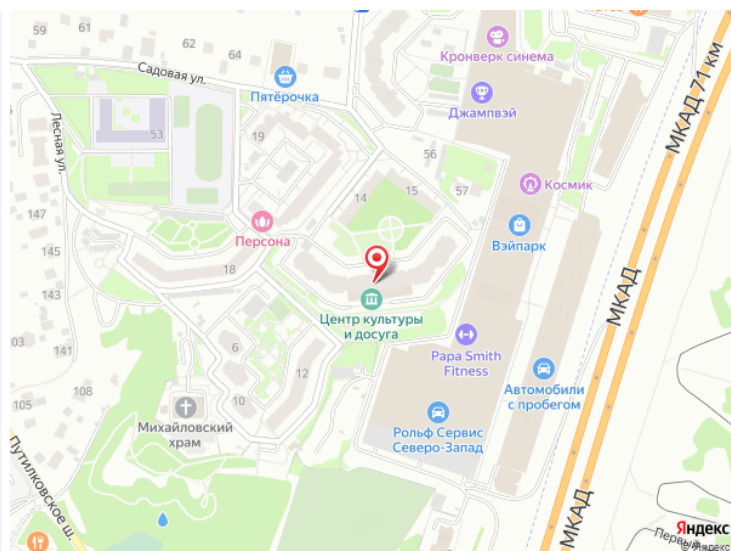 59
61
62
64
Кронверк синема
Садовая ул.
Пятёрочка
Джампвэй
МКАД 71 км
Лесная ул.
53
19
56
14
15
57
Космик
147
Персона
Вэйпарк
145
18
143
Центр культуры
и досуга
МКАД
141
6
12
Papa Smith
Fitness
Автомобили
с пробегом
105
108
10
Михайловский
храм
Рольф Сервис
Северо-Запад
Путилковское ш.
МКАД
Яндекс
© Яндекс